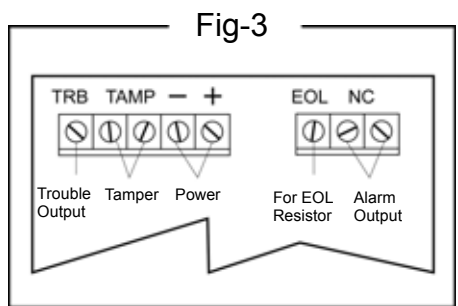 Fig-3
TRB TAMP − + EOL NC
Trouble Output
Tamper
Power
For EOL Resistor
Alarm Output